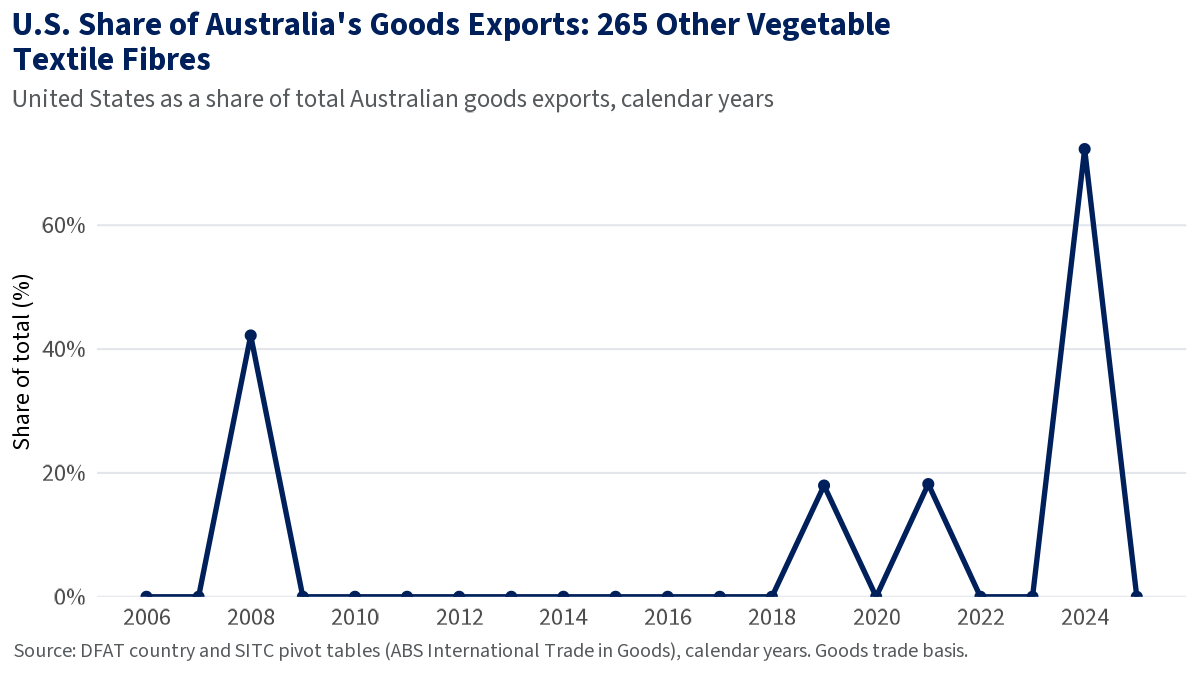 U.S. Share of Australia's Goods Exports: 265 Other Vegetable
Textile Fibres
United States as a share of total Australian goods exports, calendar years
Share of total (%)
60%
40%
20%
0%
2006 2008 2010 2012 2014 2016 2018 2020 2022 2024
Source: DFAT country and SITC pivot tables (ABS International Trade in Goods), calendar years. Goods trade basis.